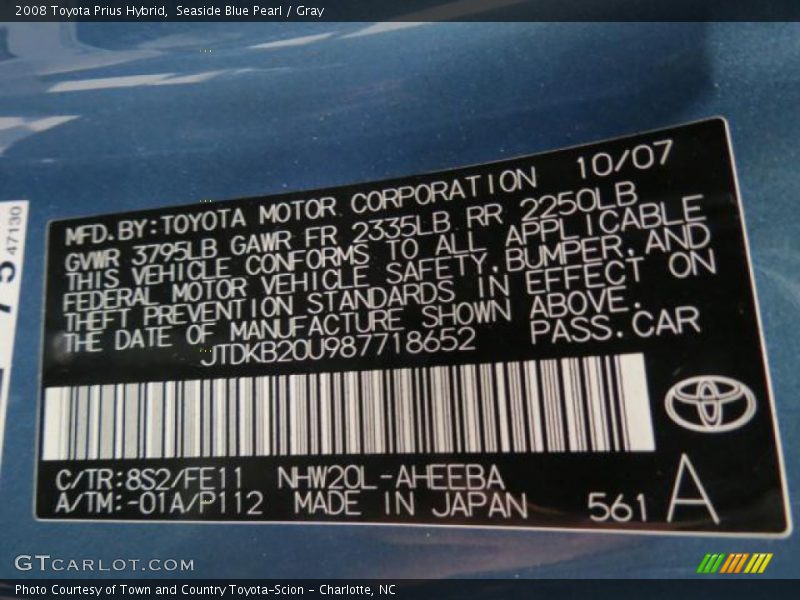 2008 Toyota Prius Hybrid, Seaside Blue Pearl / Gray
47130
MFD.BY:TOYOTA MOTOR CORPORATION 10/07
GVWR 3795LB GAWR FR 2335LB RR 2250LB
THIS VEHICLE CONFORMS TO ALL APPLICABLE
FEDERAL MOTOR VEHICLE SAFETY,BUMPER,AND
THEFT PREVENTION STANDARDS IN EFFECT ON
THE DATE OF MANUFACTURE SHOWN ABOVE.
JTDKB20U987718652 PASS.CAR
C/TR:8S2/FE11 NHW20L-AHEEBA
A/TM:-01A/P112 MADE IN JAPAN 561 A
GTCARLOT.COM
Photo Courtesy of Town and Country Toyota-Scion - Charlotte, NC